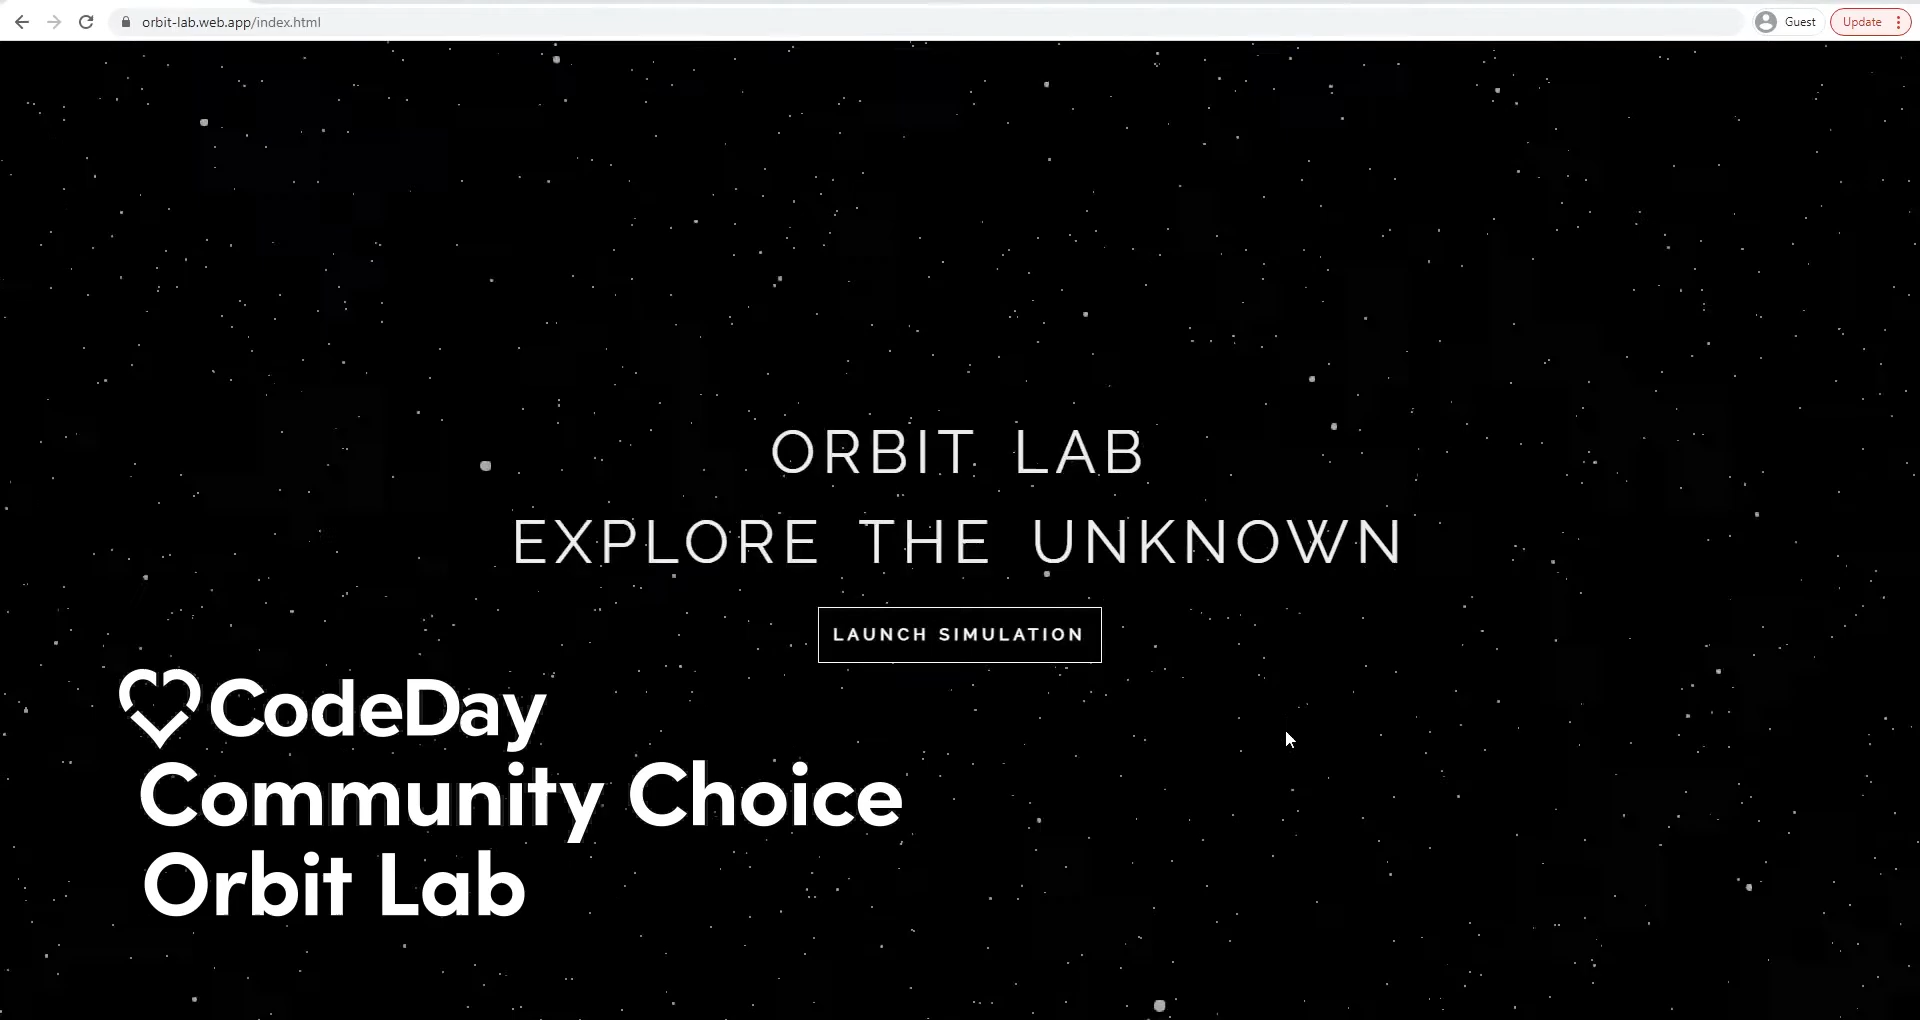 orbit-lab.web.app/index.html
Guest
Update
ORBIT LAB
EXPLORE THE UNKNOWN
LAUNCH SIMULATION
CodeDay
Community Choice
Orbit Lab